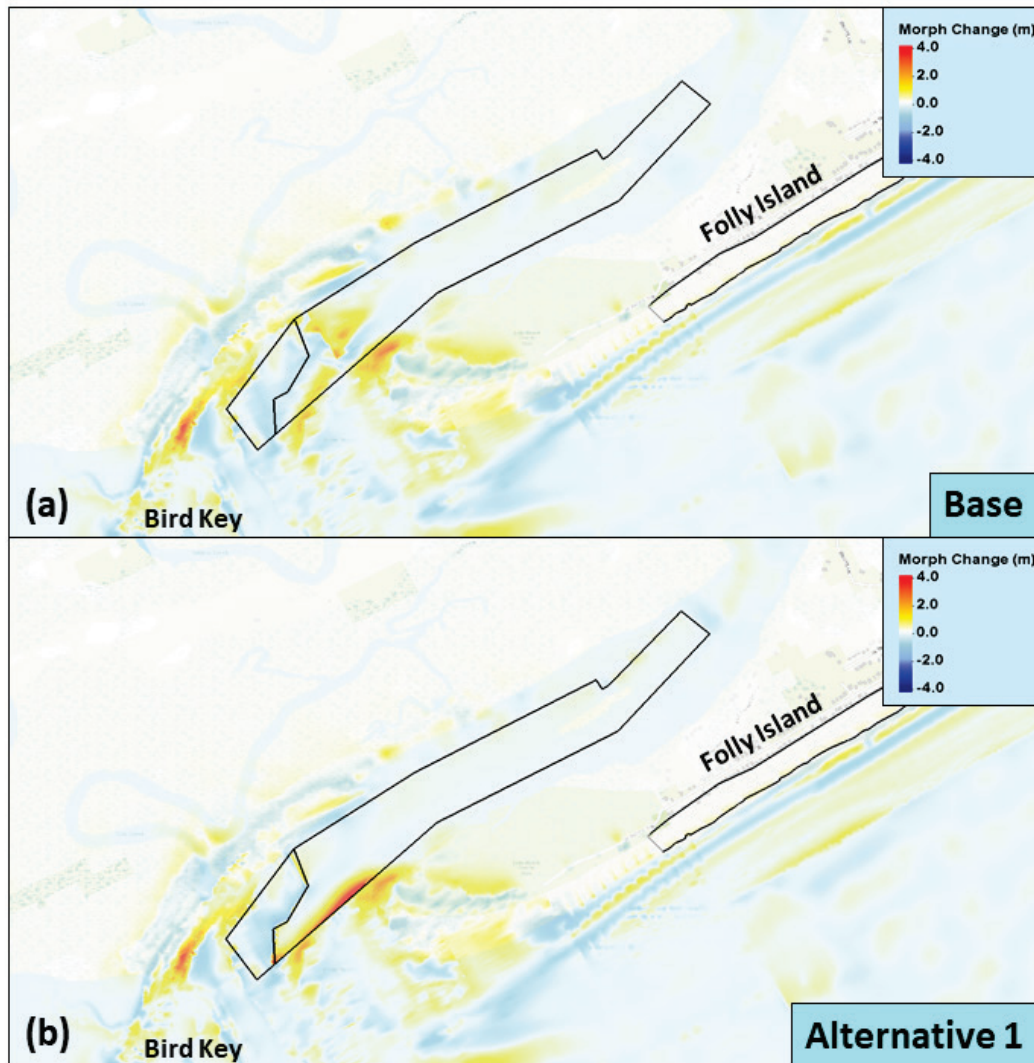 Morph Change (m)
4.0
2.0
0.0
-2.0
-4.0
Folly Island
(a)
Bird Key
Base
Morph Change (m)
4.0
2.0
0.0
-2.0
-4.0
Folly Island
(b)
Bird Key
Alternative 1